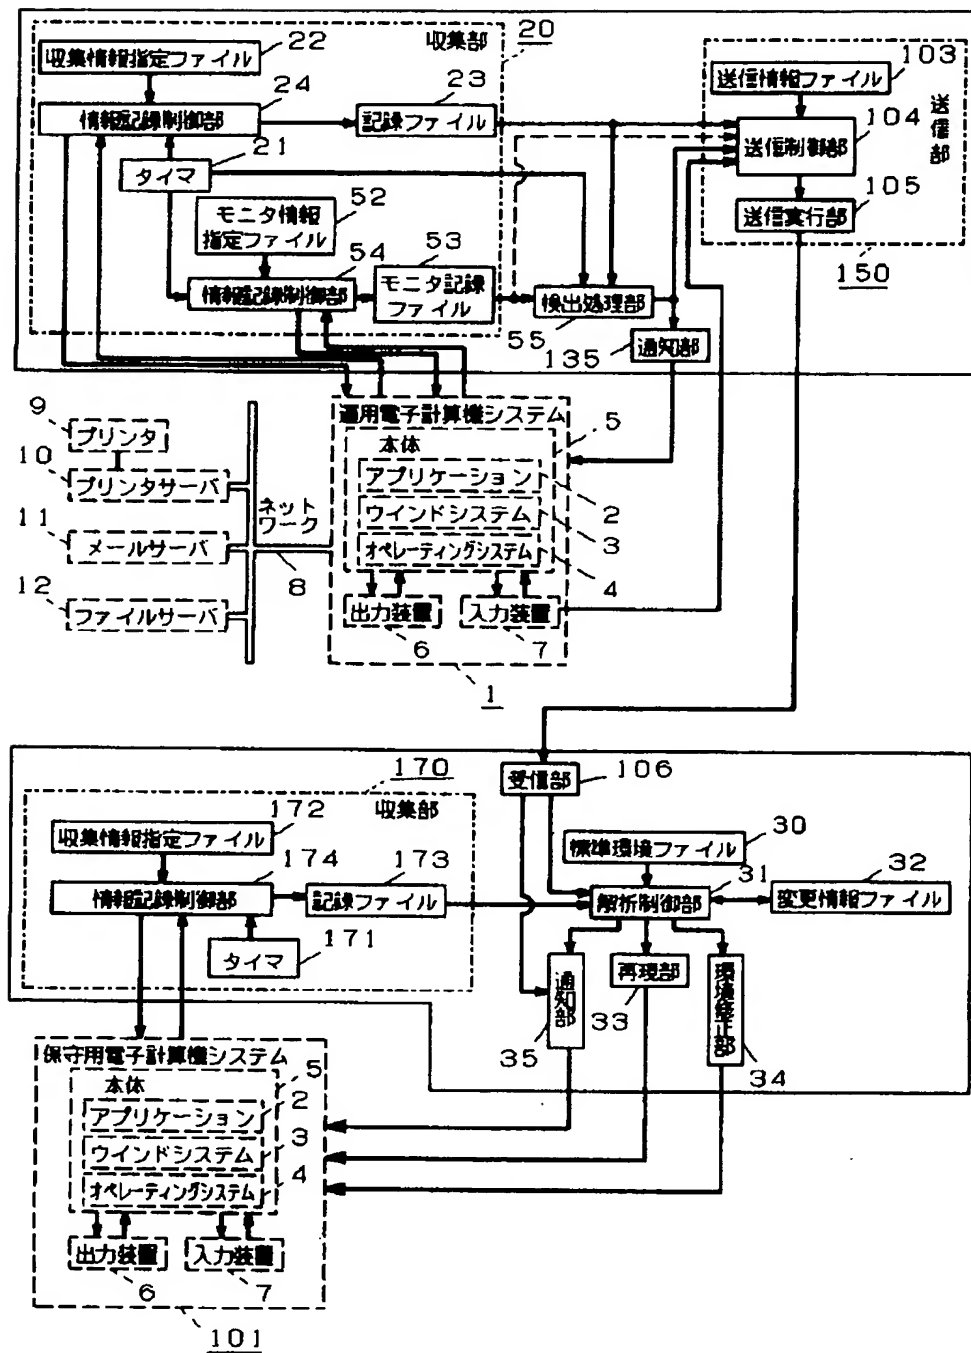 収集部 20
22
収集情報指定ファイル
103
送信情報ファイル
送信部
24
23
情報記録制御部
記録ファイル
104
送信制御部
21
タイマ
52
モニタ情報
指定ファイル
105
送信実行部
54
53
情報記録制御部
モニタ記録
ファイル
検出処理部
150
55
通知部
135
運用電子計算機システム
9
プリンタ
本体
5
10
プリンタサーバ
アプリケーション
2
ネット
ワーク
11
メールサーバ
ウインドシステム
3
8
オペレーティングシステム
4
12
ファイルサーバ
出力装置
入力装置
6
7
1
受信部
106
170
収集部
172
収集情報指定ファイル
30
標準環境ファイル
174
173
31
32
情報記録制御部
記録ファイル
解析制御部
変更情報ファイル
171
タイマ
通知部
再現部
環境修正部
33
35
34
保守用電子計算機システム
本体
5
2
アプリケーション
3
ウインドシステム
4
オペレーティングシステム
出力装置
入力装置
6
7
101